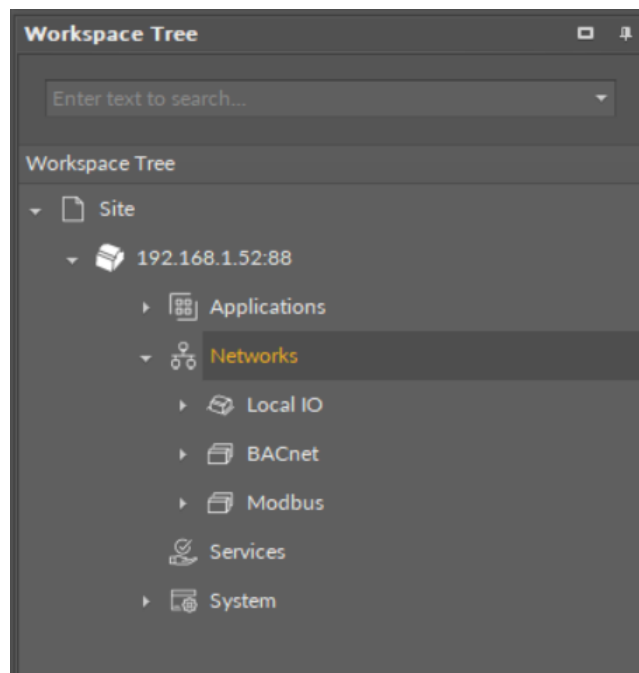 Workspace Tree
Enter text to search...
Workspace Tree
Site
192.168.1.52:88
Applications
Networks
Local IO
BACnet
Modbus
Services
System